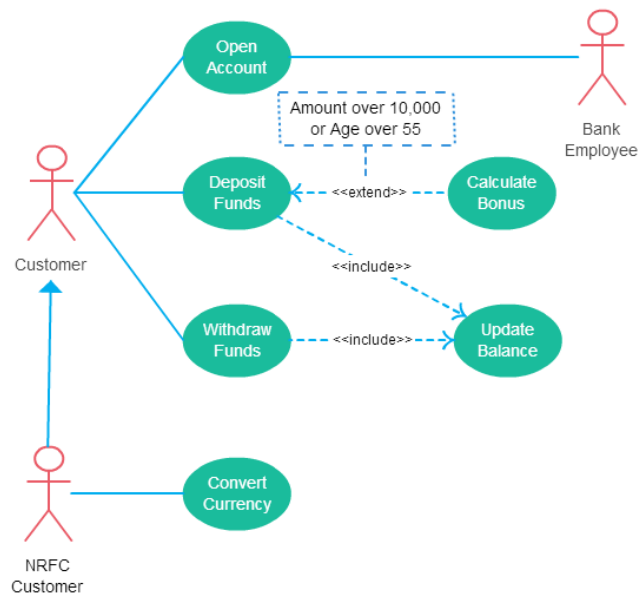 Open
Account
Amount over 10,000
or Age over 55
Bank
Employee
Deposit
Funds
<<extend>>
Calculate
Bonus
Customer
<<include>>
Withdraw
Funds
<<include>>
Update
Balance
Convert
Currency
NRFC
Customer